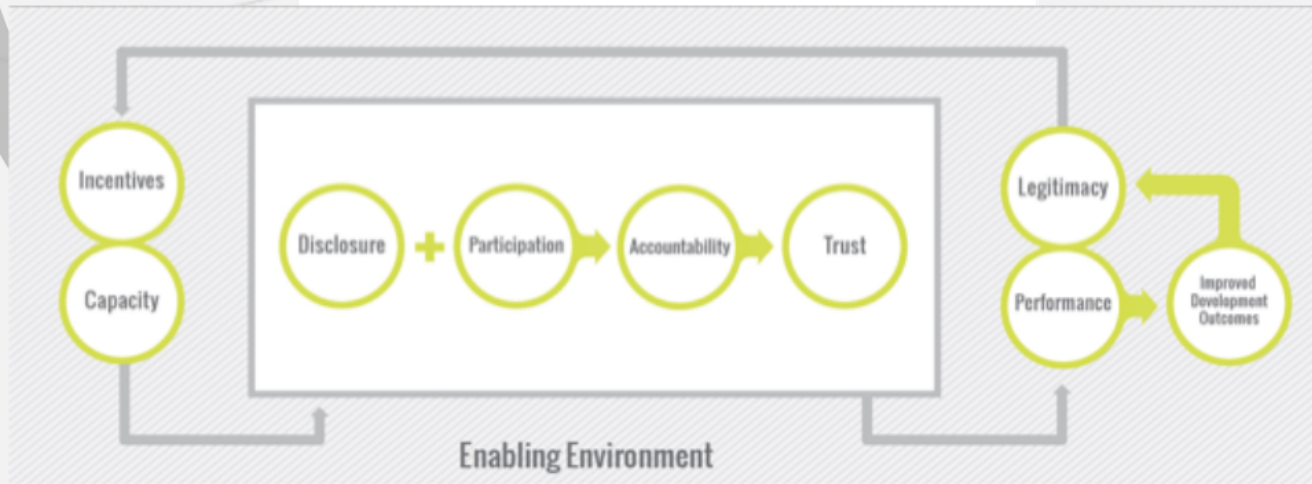 Incentives
Capacity
Disclosure
Participation
Accountability
Trust
Legitimacy
Performance
Improved
Development
Outcomes
Enabling Environment